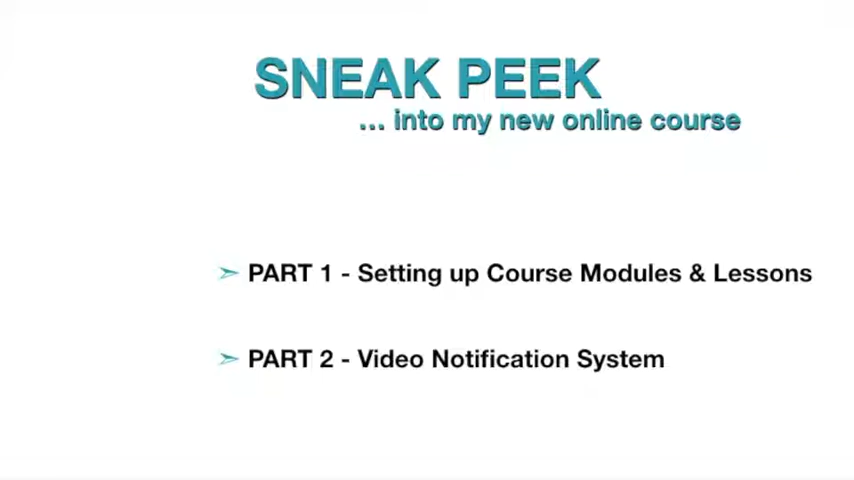 SNEAK PEEK
... into my new online course
➣ PART 1 - Setting up Course Modules & Lessons
➣ PART 2 - Video Notification System